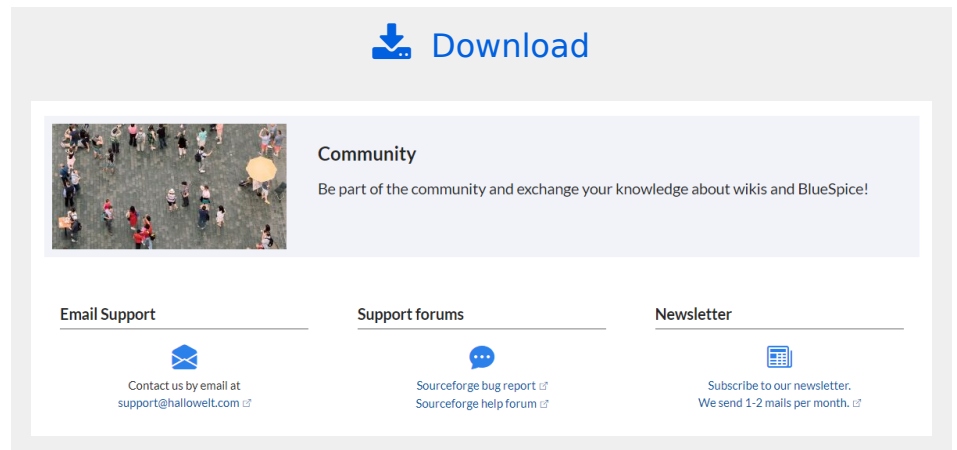 Download
Community
Be part of the community and exchange your knowledge about wikis and BlueSpice!
Email Support
Contact us by email at
support@hallowelt.com
Support forums
Sourceforge bug report
Sourceforge help forum
Newsletter
Subscribe to our newsletter.
We send 1-2 mails per month.